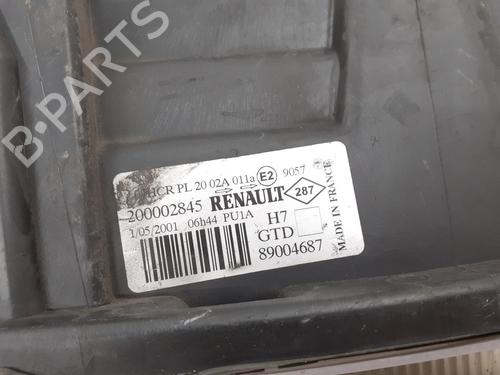 B-PARTS
HCR PL 20 02A 011a E2 9057
200002845 RENAULT 287
1/05/2001 06h44 PU1A H7
GTD
89004687
MADE IN FRANCE